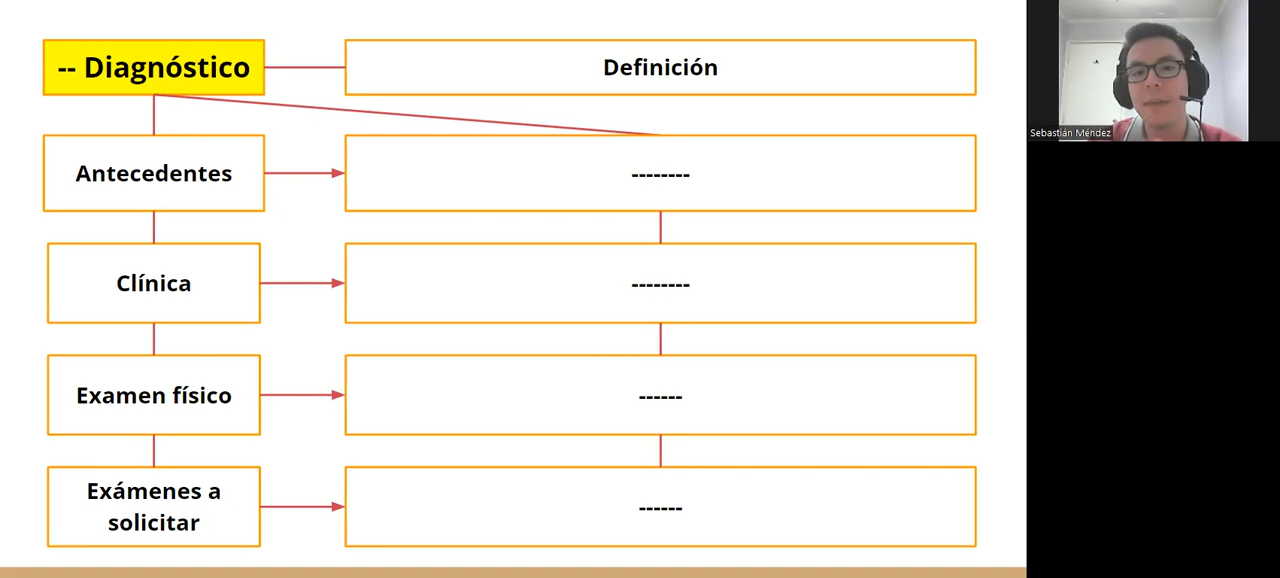 -- Diagnóstico
Definición
Antecedentes
--------
Clínica
--------
Examen físico
------
Exámenes a
solicitar
------
Sebastián Méndez